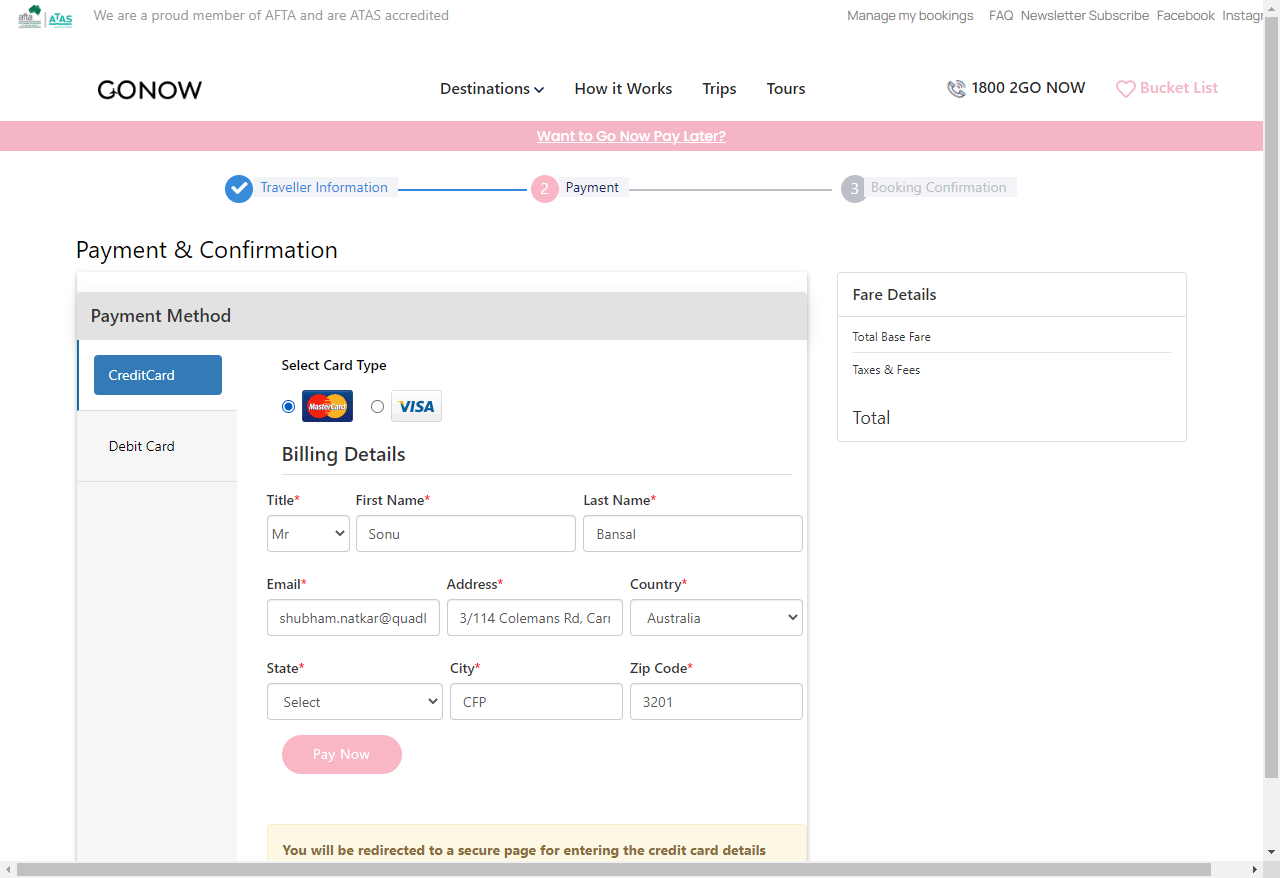 afta ATAS We are a proud member of AFTA and are ATAS accredited Manage my bookings FAQ Newsletter Subscribe Facebook Instagr
GONOW Destinations How it Works Trips Tours 1800 2GO NOW Bucket List
Want to Go Now Pay Later?
Traveller Information 2 Payment 3 Booking Confirmation
Payment & Confirmation
Payment Method
CreditCard
Debit Card
Select Card Type
MasterCard VISA
Billing Details
Title* First Name* Last Name*
Mr Sonu Bansal
Email* Address* Country*
shubham.natkar@quadl 3/114 Colemans Rd, Carr Australia
State* City* Zip Code*
Select CFP 3201
Pay Now
You will be redirected to a secure page for entering the credit card details
Fare Details
Total Base Fare
Taxes & Fees
Total